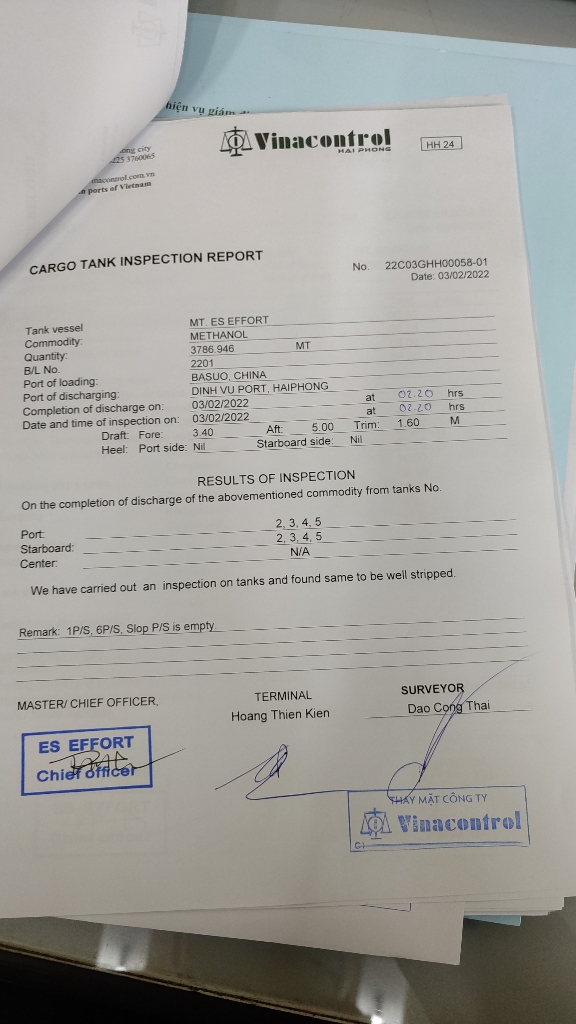 hiện vụ giám
ong city
225 3760065
nacontrol.com.vn
n ports of Vietnam
Vinacontrol
HAI PHONG
HH 24
CARGO TANK INSPECTION REPORT
No. 22C03GHH00058-01
Date: 03/02/2022
Tank vessel MT. ES EFFORT
Commodity: METHANOL
Quantity: 3786.946 MT
B/L No. 2201
Port of loading: BASUO, CHINA
Port of discharging: DINH VU PORT, HAIPHONG
Completion of discharge on: 03/02/2022 at 02.20 hrs
Date and time of inspection on: 03/02/2022 at 02.20 hrs
Draft: Fore: 3.40 Aft: 5.00 Trim: 1.60 M
Heel: Port side: Nil Starboard side: Nil
RESULTS OF INSPECTION
On the completion of discharge of the abovementioned commodity from tanks No.
Port: 2, 3, 4, 5
Starboard: 2, 3, 4, 5
Center: N/A
We have carried out an inspection on tanks and found same to be well stripped.
Remark: 1P/S, 6P/S, Slop P/S is empty.
MASTER/ CHIEF OFFICER,
TERMINAL
SURVEYOR
Hoang Thien Kien
Dao Cong Thai
ES EFFORT
Chief officer
THAY MẶT CÔNG TY
Vinacontrol
G1